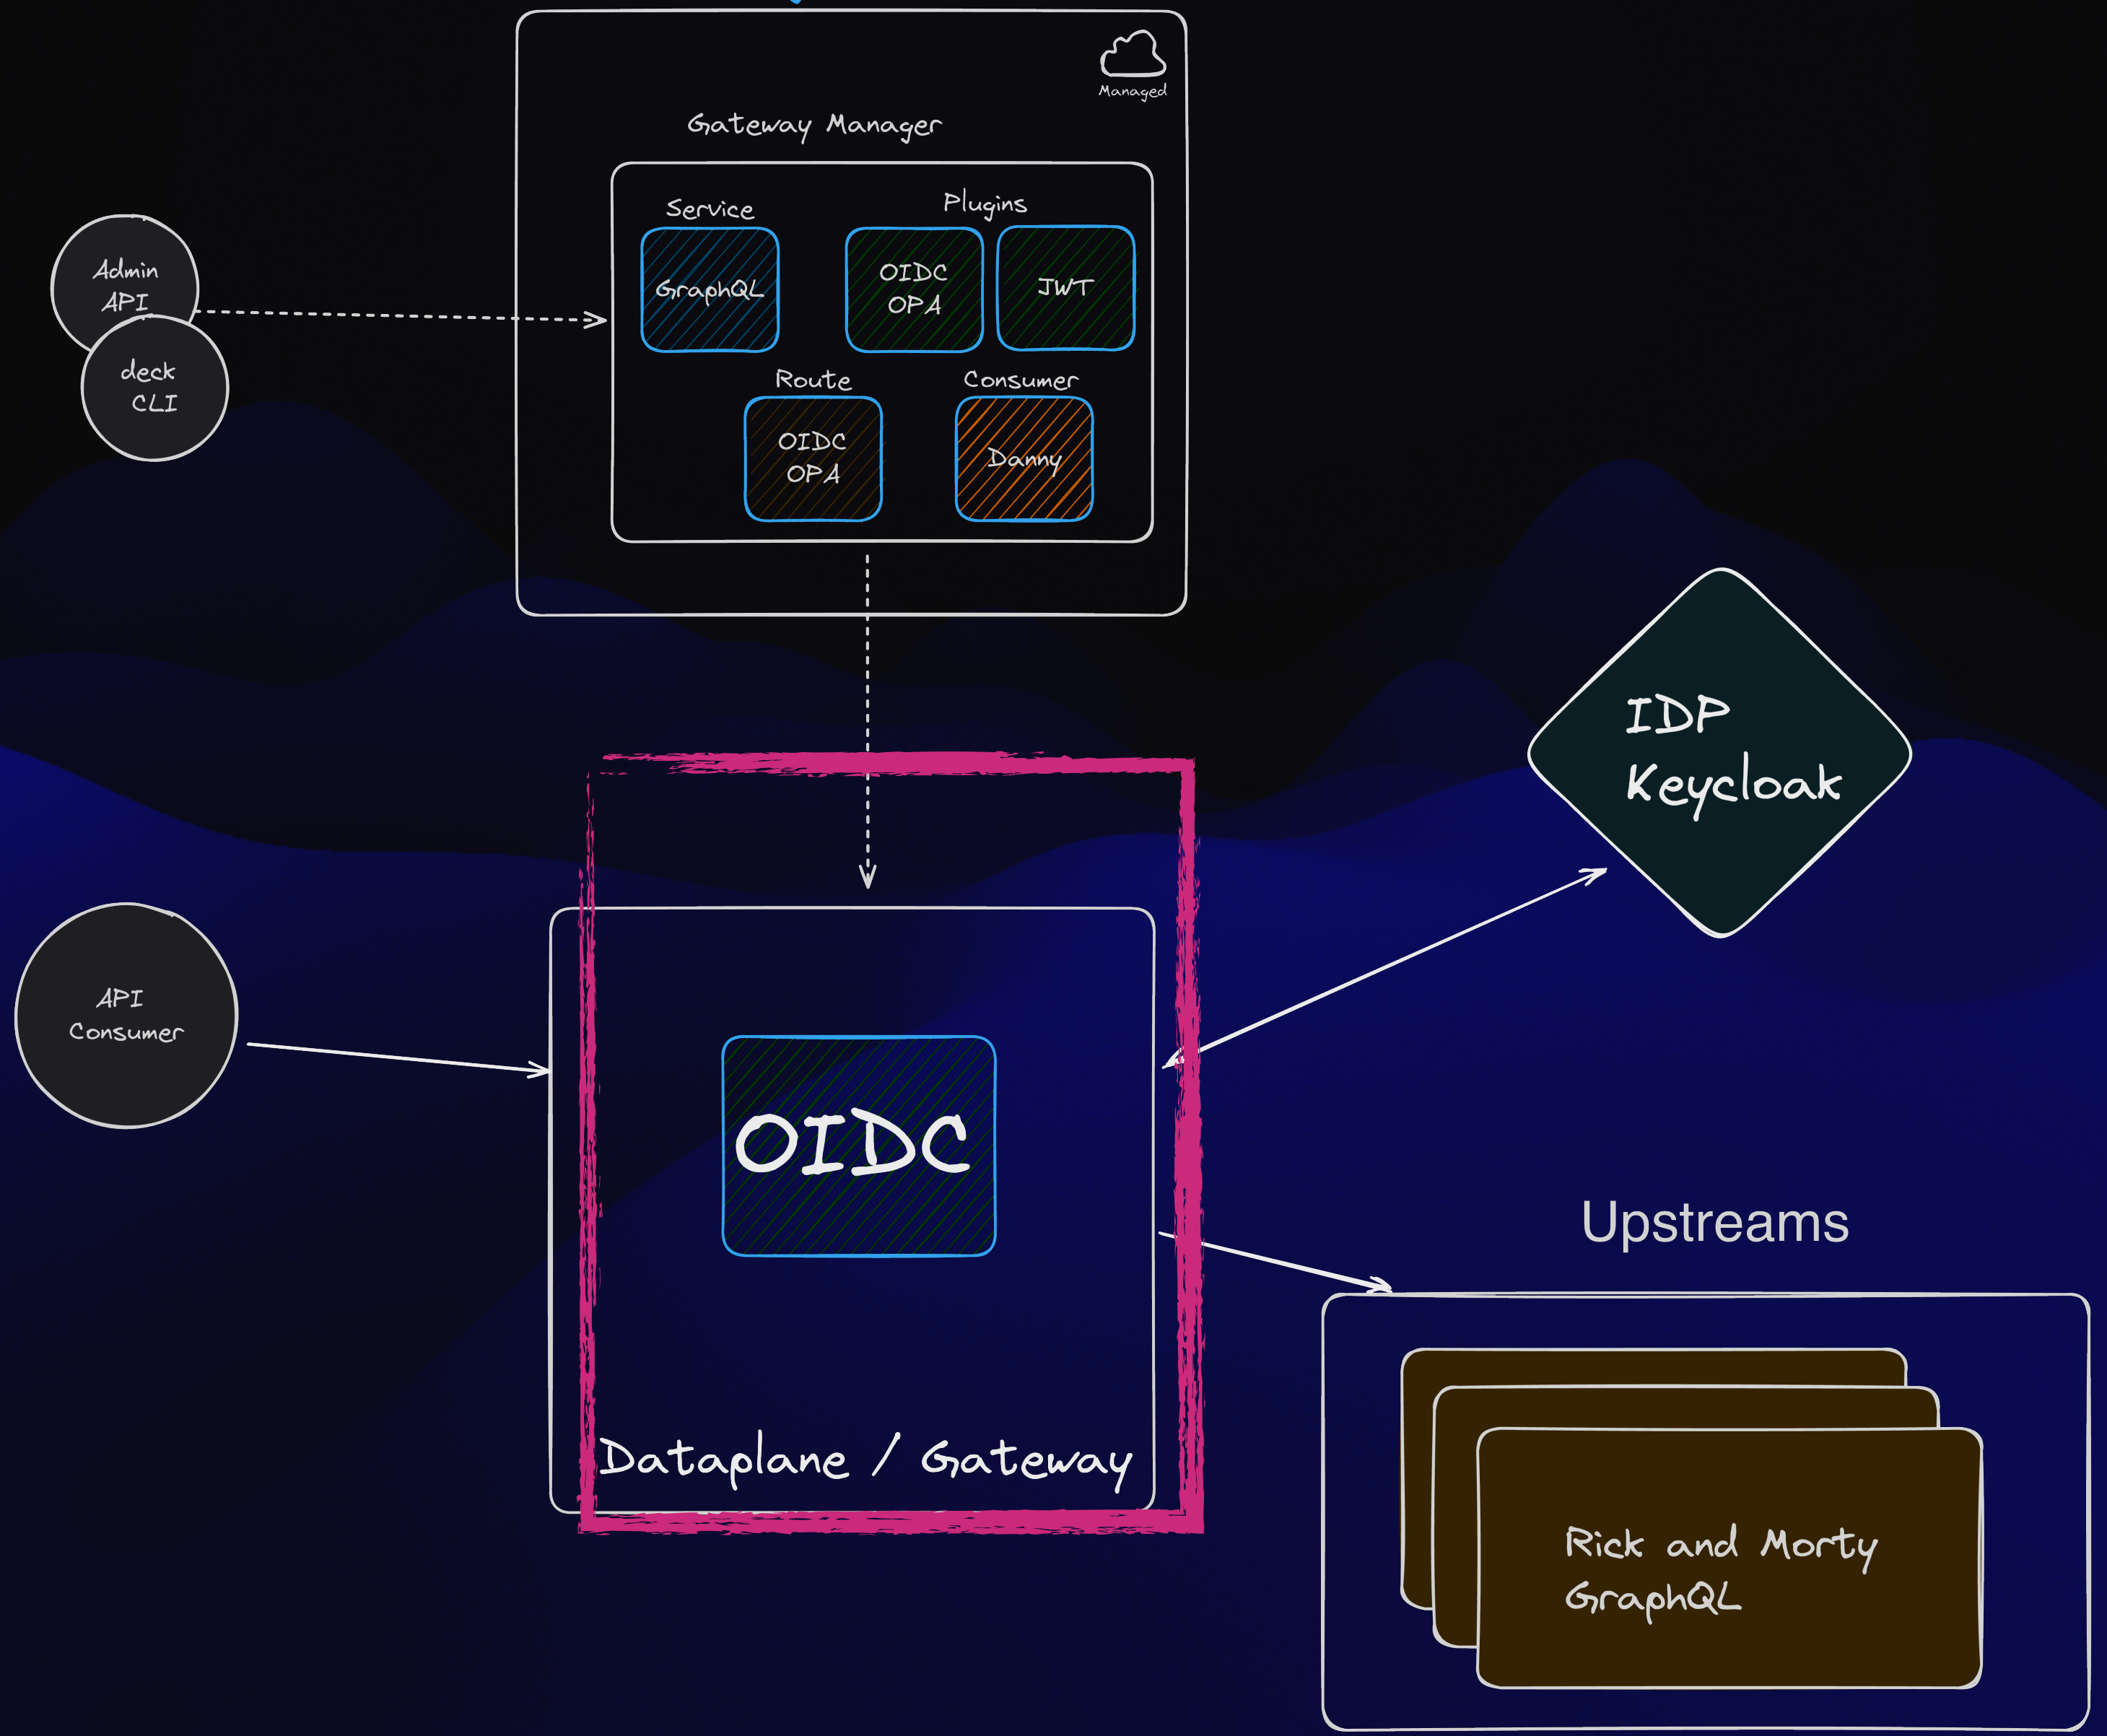 Managed
Gateway Manager
Service
Plugins
GraphQL
OIDC
OPA
JWT
Route
Consumer
OIDC
OPA
Danny
Admin
API
deck
CLI
IDP
Keycloak
API
Consumer
OIDC
Dataplane / Gateway
Upstreams
Rick and Morty
GraphQL